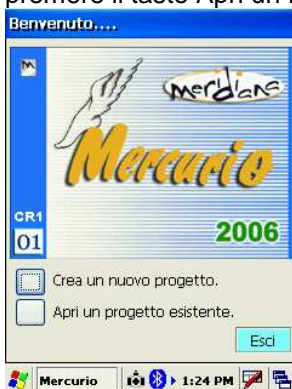 premere il tasto Apri un
Benvenuto....
meridiana
Mercurio
CR1
01
2006
Crea un nuovo progetto.
Apri un progetto esistente.
Esci
Mercurio 1:24 PM